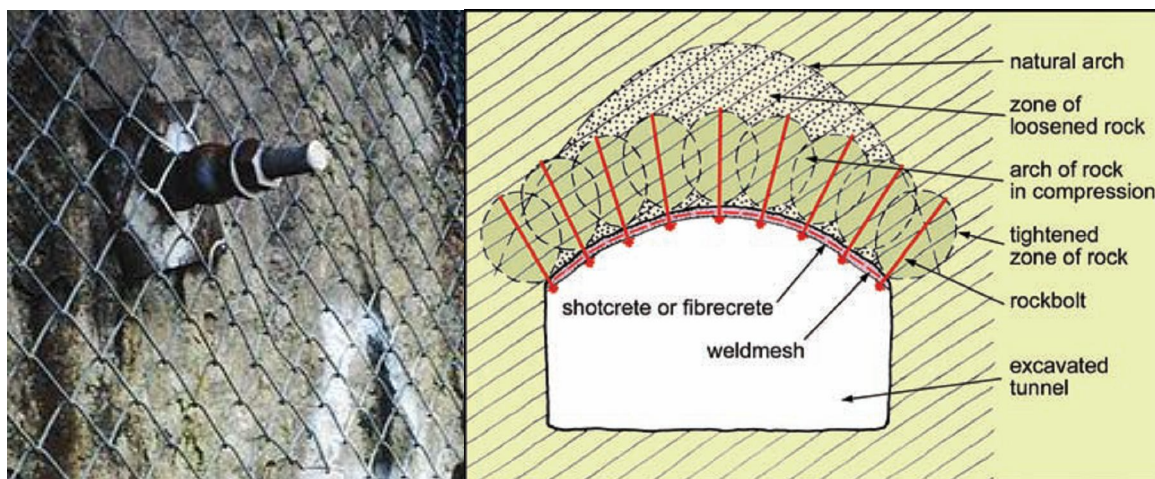 natural arch
zone of
loosened rock
arch of rock
in compression
tightened
zone of rock
shotcrete or fibrecrete
rockbolt
weldmesh
excavated
tunnel